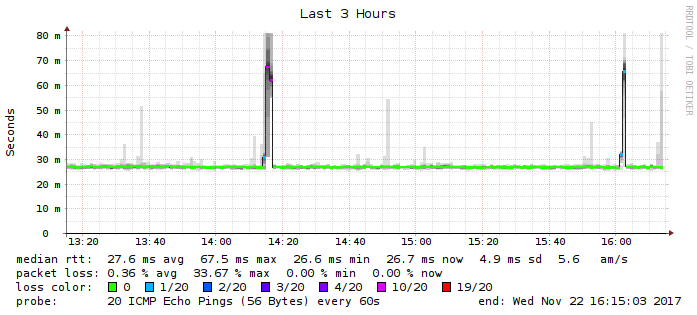 Last 3 Hours
RRDTOOL / TOBI OETIKER
Seconds
80 m
70 m
60 m
50 m
40 m
30 m
20 m
10 m
0
13:20 13:40 14:00 14:20 14:40 15:00 15:20 15:40 16:00
median rtt: 27.6 ms avg 67.5 ms max 26.6 ms min 26.7 ms now 4.9 ms sd 5.6 am/s
packet loss: 0.36 % avg 33.67 % max 0.00 % min 0.00 % now
loss color: 0 1/20 2/20 3/20 4/20 10/20 19/20
probe: 20 ICMP Echo Pings (56 Bytes) every 60s end: Wed Nov 22 16:15:03 2017